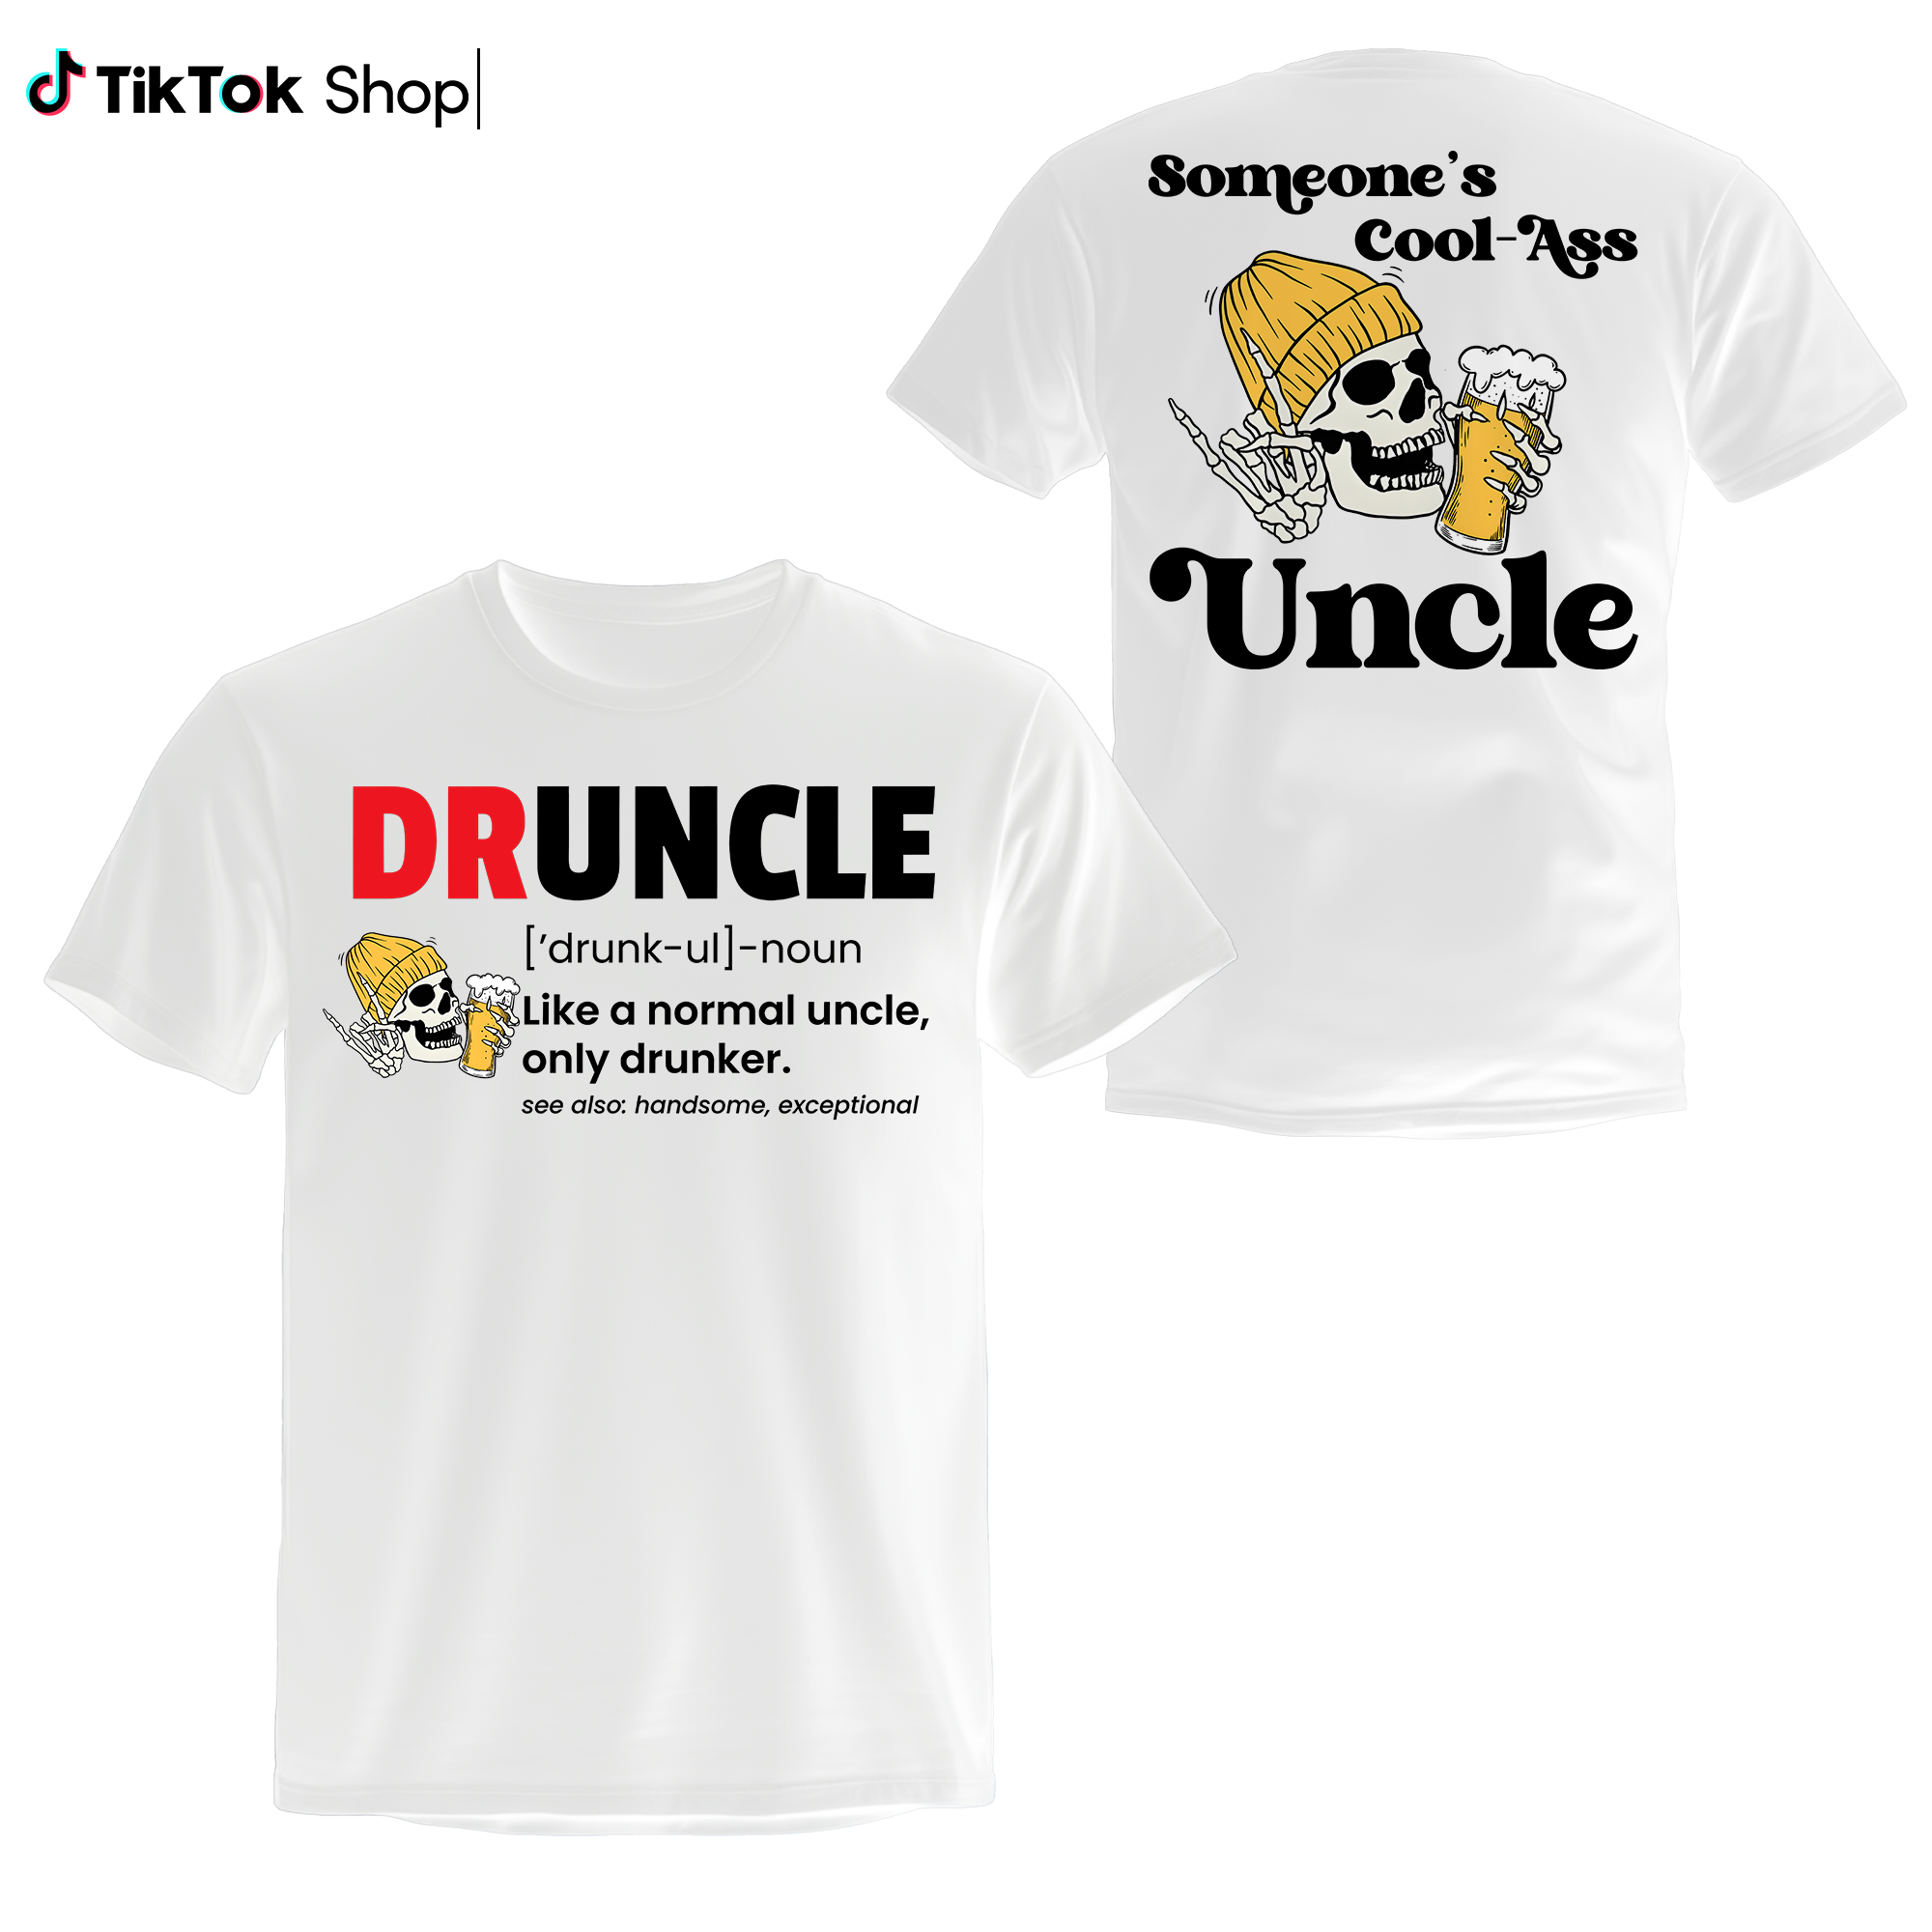 TikTok Shop
Someone's
Cool-Ass
Uncle
DRUNCLE
['drunk-ul]-noun
Like a normal uncle,
only drunker.
see also: handsome, exceptional